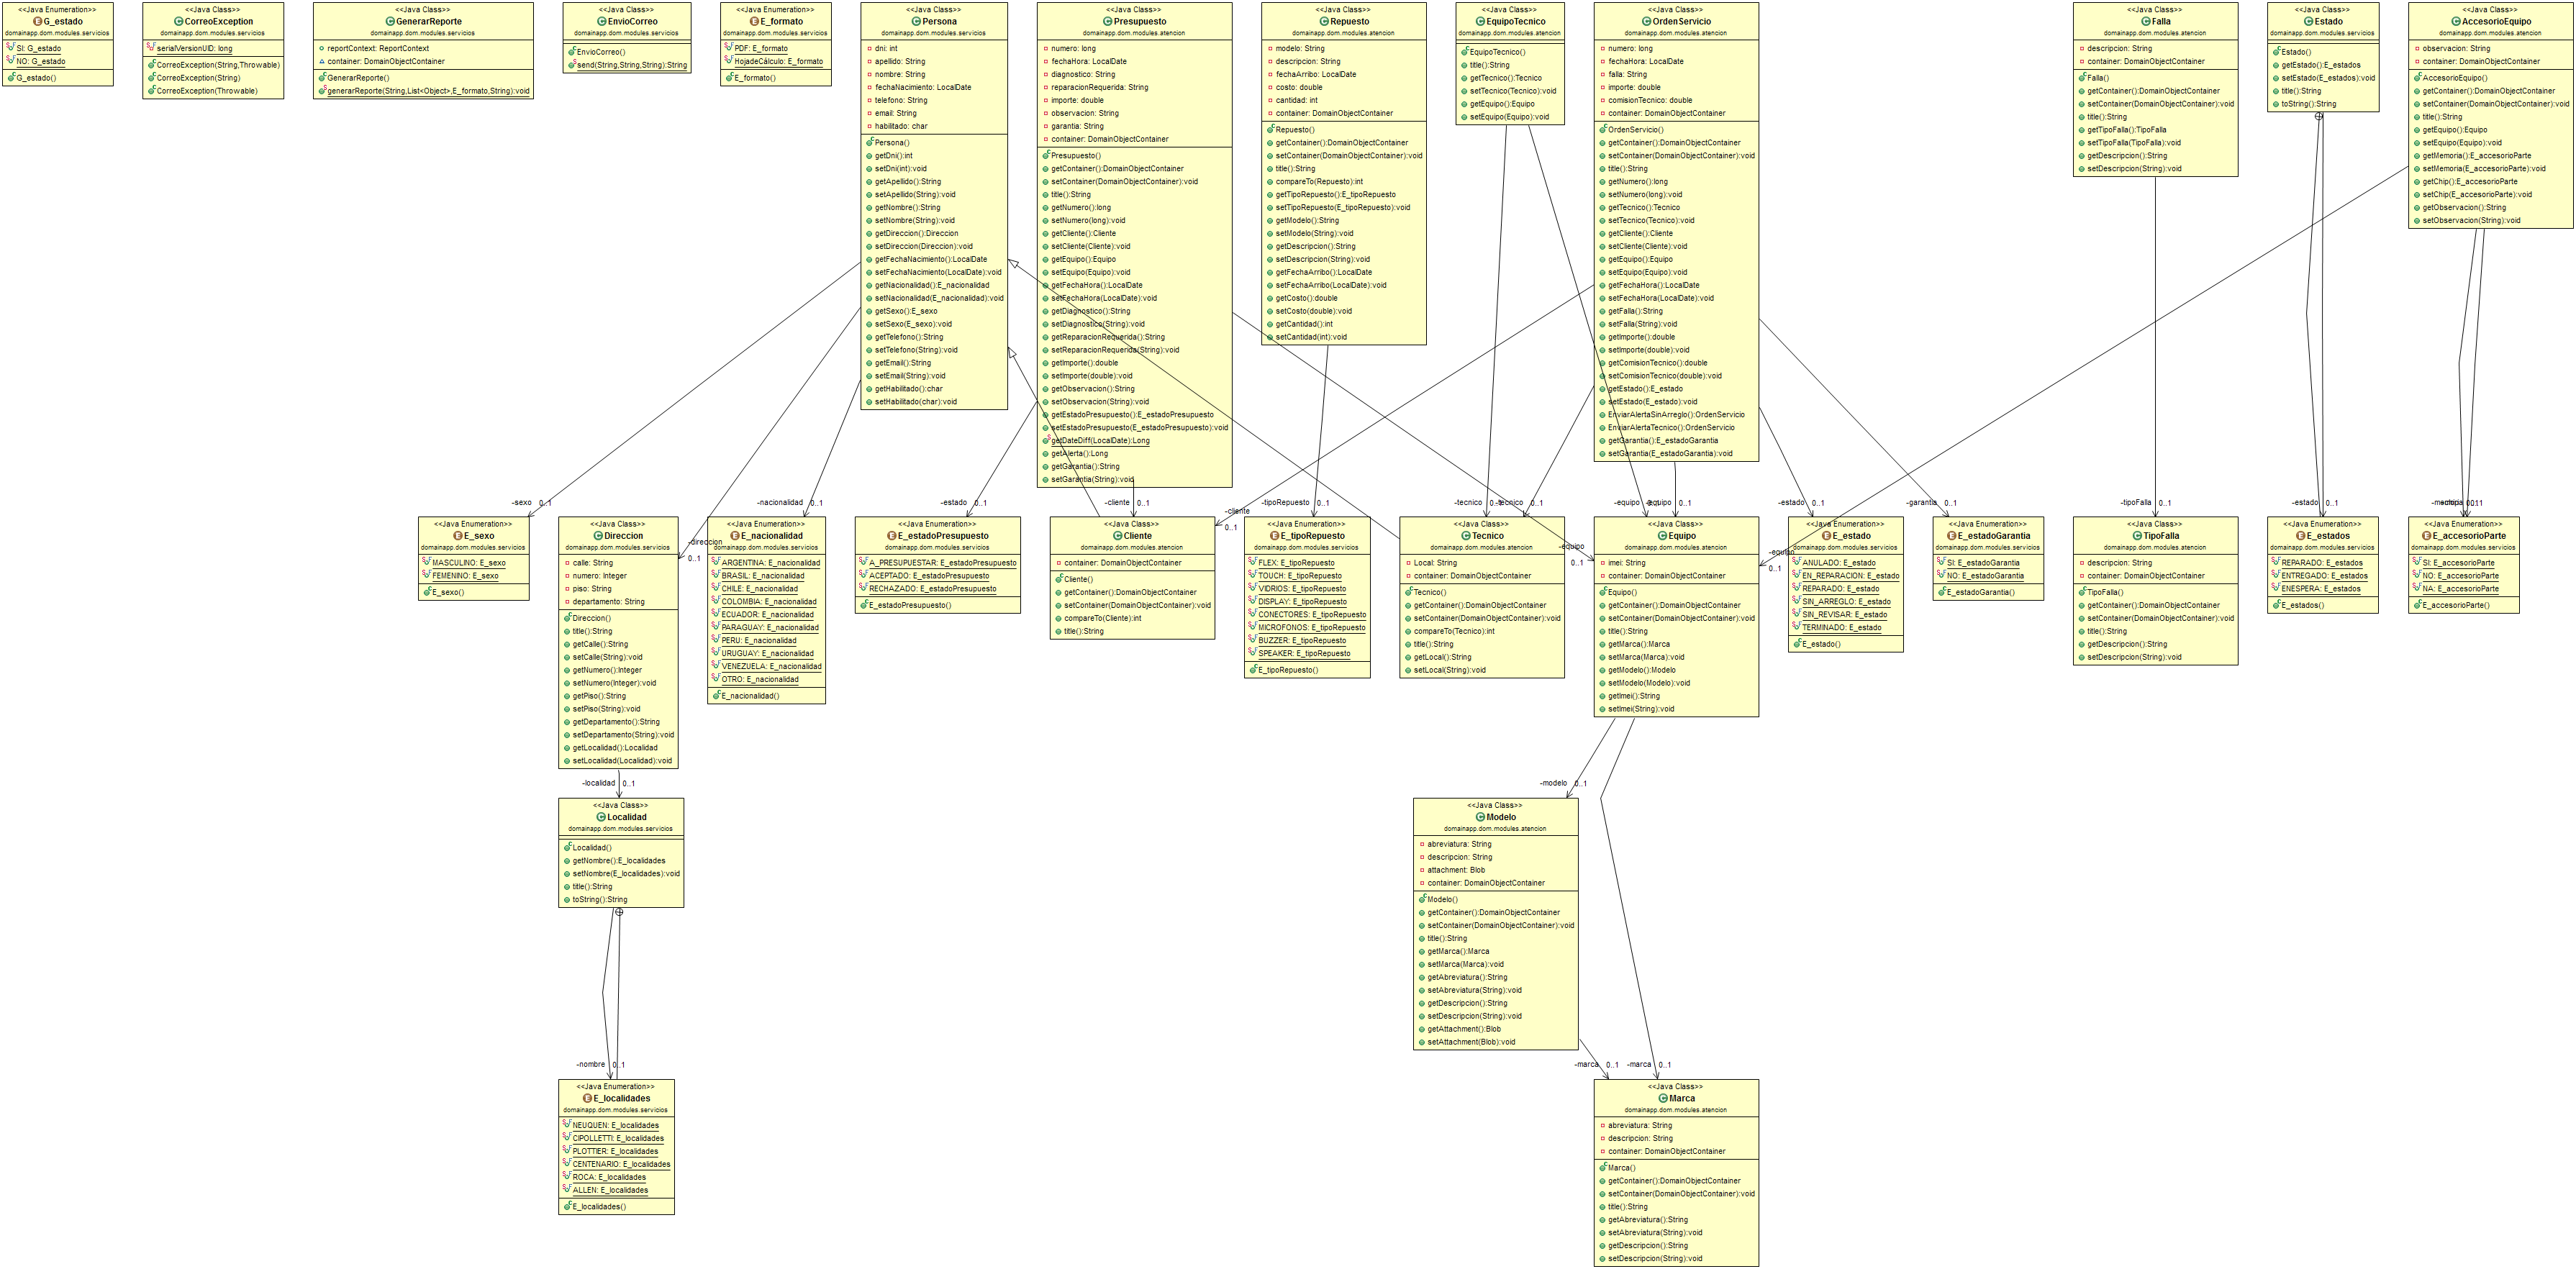 <<Java Enumeration>>
G_estado
domainapp.dom.modules.servicios
SI: G_estado
NO: G_estado
G_estado()
<<Java Class>>
CorreoException
domainapp.dom.modules.servicios
serialVersionUID: long
CorreoException(String,Throwable)
CorreoException(String)
CorreoException(Throwable)
<<Java Class>>
GenerarReporte
domainapp.dom.modules.servicios
reportContext: ReportContext
container: DomainObjectContainer
GenerarReporte()
generarReporte(String,List<Object>,E_formato,String):void
<<Java Class>>
EnvioCorreo
domainapp.dom.modules.servicios
EnvioCorreo()
send(String,String,String):String
<<Java Enumeration>>
E_formato
domainapp.dom.modules.servicios
PDF: E_formato
HojadeCálculo: E_formato
E_formato()
<<Java Class>>
Persona
domainapp.dom.modules.servicios
dni: int
apellido: String
nombre: String
fechaNacimiento: LocalDate
telefono: String
email: String
habilitado: char
Persona()
getDni():int
setDni(int):void
getApellido():String
setApellido(String):void
getNombre():String
setNombre(String):void
getDireccion():Direccion
setDireccion(Direccion):void
getFechaNacimiento():LocalDate
setFechaNacimiento(LocalDate):void
getNacionalidad():E_nacionalidad
setNacionalidad(E_nacionalidad):void
getSexo():E_sexo
setSexo(E_sexo):void
getTelefono():String
setTelefono(String):void
getEmail():String
setEmail(String):void
getHabilitado():char
setHabilitado(char):void
<<Java Class>>
Presupuesto
domainapp.dom.modules.atencion
numero: long
fechaHora: LocalDate
diagnostico: String
reparacionRequerida: String
importe: double
observacion: String
garantia: String
container: DomainObjectContainer
Presupuesto()
getContainer():DomainObjectContainer
setContainer(DomainObjectContainer):void
title():String
getNumero():long
setNumero(long):void
getCliente():Cliente
setCliente(Cliente):void
getEquipo():Equipo
setEquipo(Equipo):void
getFechaHora():LocalDate
setFechaHora(LocalDate):void
getDiagnostico():String
setDiagnostico(String):void
getReparacionRequerida():String
setReparacionRequerida(String):void
getImporte():double
setImporte(double):void
getObservacion():String
setObservacion(String):void
getEstadoPresupuesto():E_estadoPresupuesto
setEstadoPresupuesto(E_estadoPresupuesto):void
getDateDiff(LocalDate):Long
getAlerta():Long
getGarantia():String
setGarantia(String):void
<<Java Class>>
Repuesto
domainapp.dom.modules.atencion
modelo: String
descripcion: String
fechaArribo: LocalDate
costo: double
cantidad: int
container: DomainObjectContainer
Repuesto()
getContainer():DomainObjectContainer
setContainer(DomainObjectContainer):void
title():String
compareTo(Repuesto):int
getTipoRepuesto():E_tipoRepuesto
setTipoRepuesto(E_tipoRepuesto):void
getModelo():String
setModelo(String):void
getDescripcion():String
setDescripcion(String):void
getFechaArribo():LocalDate
setFechaArribo(LocalDate):void
getCosto():double
setCosto(double):void
getCantidad():int
setCantidad(int):void
<<Java Class>>
EquipoTecnico
domainapp.dom.modules.atencion
EquipoTecnico()
title():String
getTecnico():Tecnico
setTecnico(Tecnico):void
getEquipo():Equipo
setEquipo(Equipo):void
<<Java Class>>
OrdenServicio
domainapp.dom.modules.atencion
numero: long
fechaHora: LocalDate
falla: String
importe: double
comisionTecnico: double
container: DomainObjectContainer
OrdenServicio()
getContainer():DomainObjectContainer
setContainer(DomainObjectContainer):void
title():String
getNumero():long
setNumero(long):void
getTecnico():Tecnico
setTecnico(Tecnico):void
getCliente():Cliente
setCliente(Cliente):void
getEquipo():Equipo
setEquipo(Equipo):void
getFechaHora():LocalDate
setFechaHora(LocalDate):void
getFalla():String
setFalla(String):void
getImporte():double
setImporte(double):void
getComisionTecnico():double
setComisionTecnico(double):void
getEstado():E_estado
setEstado(E_estado):void
EnviarAlertaSinArreglo():OrdenServicio
EnviarAlertaTecnico():OrdenServicio
getGarantia():E_estadoGarantia
setGarantia(E_estadoGarantia):void
<<Java Class>>
Falla
domainapp.dom.modules.atencion
descripcion: String
container: DomainObjectContainer
Falla()
getContainer():DomainObjectContainer
setContainer(DomainObjectContainer):void
title():String
getTipoFalla():TipoFalla
setTipoFalla(TipoFalla):void
getDescripcion():String
setDescripcion(String):void
<<Java Class>>
Estado
domainapp.dom.modules.servicios
Estado()
getEstado():E_estados
setEstado(E_estados):void
title():String
toString():String
<<Java Class>>
AccesorioEquipo
domainapp.dom.modules.atencion
observacion: String
container: DomainObjectContainer
AccesorioEquipo()
getContainer():DomainObjectContainer
setContainer(DomainObjectContainer):void
title():String
getEquipo():Equipo
setEquipo(Equipo):void
getMemoria():E_accesorioParte
setMemoria(E_accesorioParte):void
getChip():E_accesorioParte
setChip(E_accesorioParte):void
getObservacion():String
setObservacion(String):void
-sexo 0..1
-direccion 0..1
-nacionalidad 0..1
-estado 0..1
-cliente 0..1
-cliente 0..1
-tipoRepuesto 0..1
-tecnico
-tecnico 0..1
-equipo 0..1
-equipo
-equipo 0..1
-estado 0..1
-garantia 0..1
-equipo 0..1
-tipoFalla 0..1
-estado 0..1
<<Java Enumeration>>
E_sexo
domainapp.dom.modules.servicios
MASCULINO: E_sexo
FEMENINO: E_sexo
E_sexo()
<<Java Class>>
Direccion
domainapp.dom.modules.servicios
calle: String
numero: Integer
piso: String
departamento: String
Direccion()
title():String
getCalle():String
setCalle(String):void
getNumero():Integer
setNumero(Integer):void
getPiso():String
setPiso(String):void
getDepartamento():String
setDepartamento(String):void
getLocalidad():Localidad
setLocalidad(Localidad):void
<<Java Enumeration>>
E_nacionalidad
domainapp.dom.modules.servicios
ARGENTINA: E_nacionalidad
BRASIL: E_nacionalidad
CHILE: E_nacionalidad
COLOMBIA: E_nacionalidad
ECUADOR: E_nacionalidad
PARAGUAY: E_nacionalidad
PERU: E_nacionalidad
URUGUAY: E_nacionalidad
VENEZUELA: E_nacionalidad
OTRO: E_nacionalidad
E_nacionalidad()
<<Java Enumeration>>
E_estadoPresupuesto
domainapp.dom.modules.servicios
A_PRESUPUESTAR: E_estadoPresupuesto
ACEPTADO: E_estadoPresupuesto
RECHAZADO: E_estadoPresupuesto
E_estadoPresupuesto()
<<Java Class>>
Cliente
domainapp.dom.modules.atencion
container: DomainObjectContainer
Cliente()
getContainer():DomainObjectContainer
setContainer(DomainObjectContainer):void
compareTo(Cliente):int
title():String
<<Java Enumeration>>
E_tipoRepuesto
domainapp.dom.modules.servicios
FLEX: E_tipoRepuesto
TOUCH: E_tipoRepuesto
VIDRIOS: E_tipoRepuesto
DISPLAY: E_tipoRepuesto
CONECTORES: E_tipoRepuesto
MICROFONOS: E_tipoRepuesto
BUZZER: E_tipoRepuesto
SPEAKER: E_tipoRepuesto
E_tipoRepuesto()
<<Java Class>>
Tecnico
domainapp.dom.modules.atencion
Local: String
container: DomainObjectContainer
Tecnico()
getContainer():DomainObjectContainer
setContainer(DomainObjectContainer):void
compareTo(Tecnico):int
title():String
getLocal():String
setLocal(String):void
<<Java Class>>
Equipo
domainapp.dom.modules.atencion
imei: String
container: DomainObjectContainer
Equipo()
getContainer():DomainObjectContainer
setContainer(DomainObjectContainer):void
title():String
getMarca():Marca
setMarca(Marca):void
getModelo():Modelo
setModelo(Modelo):void
getImei():String
setImei(String):void
<<Java Enumeration>>
E_estado
domainapp.dom.modules.servicios
ANULADO: E_estado
EN_REPARACION: E_estado
REPARADO: E_estado
SIN_ARREGLO: E_estado
SIN_REVISAR: E_estado
TERMINADO: E_estado
E_estado()
<<Java Enumeration>>
E_estadoGarantia
domainapp.dom.modules.servicios
SI: E_estadoGarantia
NO: E_estadoGarantia
E_estadoGarantia()
<<Java Class>>
TipoFalla
domainapp.dom.modules.atencion
descripcion: String
container: DomainObjectContainer
TipoFalla()
getContainer():DomainObjectContainer
setContainer(DomainObjectContainer):void
title():String
getDescripcion():String
setDescripcion(String):void
<<Java Enumeration>>
E_estados
domainapp.dom.modules.servicios
REPARADO: E_estados
ENTREGADO: E_estados
ENESPERA: E_estados
E_estados()
<<Java Enumeration>>
E_accesorioParte
domainapp.dom.modules.servicios
SI: E_accesorioParte
NO: E_accesorioParte
NA: E_accesorioParte
E_accesorioParte()
-localidad 0..1
<<Java Class>>
Localidad
domainapp.dom.modules.servicios
Localidad()
getNombre():E_localidades
setNombre(E_localidades):void
title():String
toString():String
-modelo 0..1
<<Java Class>>
Modelo
domainapp.dom.modules.atencion
abreviatura: String
descripcion: String
attachment: Blob
container: DomainObjectContainer
Modelo()
getContainer():DomainObjectContainer
setContainer(DomainObjectContainer):void
title():String
getMarca():Marca
setMarca(Marca):void
getAbreviatura():String
setAbreviatura(String):void
getDescripcion():String
setDescripcion(String):void
getAttachment():Blob
setAttachment(Blob):void
-nombre 0..1
<<Java Enumeration>>
E_localidades
domainapp.dom.modules.servicios
NEUQUEN: E_localidades
CIPOLLETTI: E_localidades
PLOTTIER: E_localidades
CENTENARIO: E_localidades
ROCA: E_localidades
ALLEN: E_localidades
E_localidades()
-marca 0..1
-marca 0..1
<<Java Class>>
Marca
domainapp.dom.modules.atencion
abreviatura: String
descripcion: String
container: DomainObjectContainer
Marca()
getContainer():DomainObjectContainer
setContainer(DomainObjectContainer):void
title():String
getAbreviatura():String
setAbreviatura(String):void
getDescripcion():String
setDescripcion(String):void